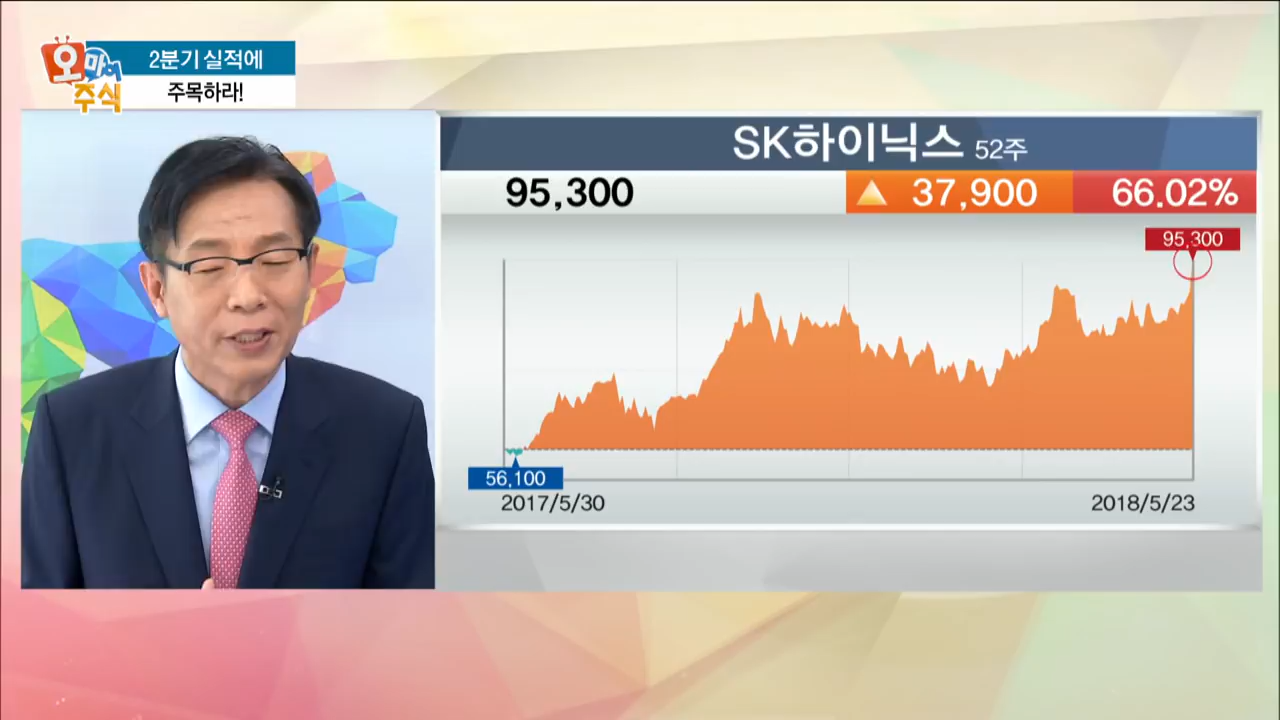 오마이
주식
2분기 실적에
주목하라!
SK하이닉스 52주
95,300 ▲ 37,900 66.02%
95,300
56,100
2017/5/30 2018/5/23